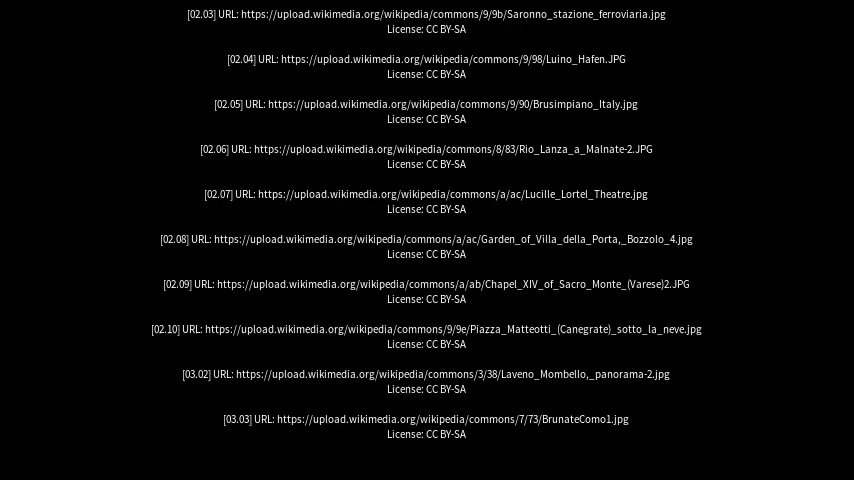 [02.03] URL: https://upload.wikimedia.org/wikipedia/commons/9/9b/Saronno_stazione_ferroviaria.jpg
License: CC BY-SA
[02.04] URL: https://upload.wikimedia.org/wikipedia/commons/9/98/Luino_Hafen.JPG
License: CC BY-SA
[02.05] URL: https://upload.wikimedia.org/wikipedia/commons/9/90/Brusimpiano_Italy.jpg
License: CC BY-SA
[02.06] URL: https://upload.wikimedia.org/wikipedia/commons/8/83/Rio_Lanza_a_Malnate-2.JPG
License: CC BY-SA
[02.07] URL: https://upload.wikimedia.org/wikipedia/commons/a/ac/Lucille_Lortel_Theatre.jpg
License: CC BY-SA
[02.08] URL: https://upload.wikimedia.org/wikipedia/commons/a/ac/Garden_of_Villa_della_Porta,_Bozzolo_4.jpg
License: CC BY-SA
[02.09] URL: https://upload.wikimedia.org/wikipedia/commons/a/ab/Chapel_XIV_of_Sacro_Monte_(Varese)2.JPG
License: CC BY-SA
[02.10] URL: https://upload.wikimedia.org/wikipedia/commons/9/9e/Piazza_Matteotti_(Canegrate)_sotto_la_neve.jpg
License: CC BY-SA
[03.02] URL: https://upload.wikimedia.org/wikipedia/commons/3/38/Laveno_Mombello,_panorama-2.jpg
License: CC BY-SA
[03.03] URL: https://upload.wikimedia.org/wikipedia/commons/7/73/BrunateComo1.jpg
License: CC BY-SA